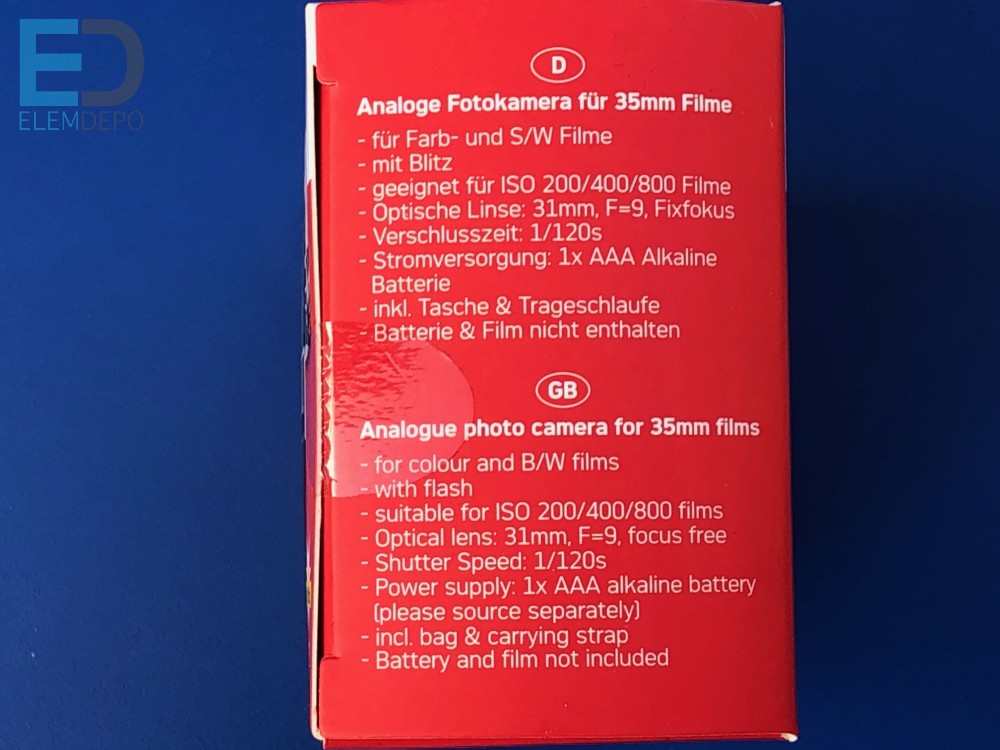 ED
ELEMDEPO
D
Analoge Fotokamera für 35mm Filme
- für Farb- und S/W Filme
- mit Blitz
- geeignet für ISO 200/400/800 Filme
- Optische Linse: 31mm, F=9, Fixfokus
- Verschlusszeit: 1/120s
- Stromversorgung: 1x AAA Alkaline
Batterie
- inkl. Tasche & Trageschlaufe
- Batterie & Film nicht enthalten
GB
Analogue photo camera for 35mm films
- for colour and B/W films
- with flash
- suitable for ISO 200/400/800 films
- Optical lens: 31mm, F=9, focus free
- Shutter Speed: 1/120s
- Power supply: 1x AAA alkaline battery
(please source separately)
- incl. bag & carrying strap
- Battery and film not included